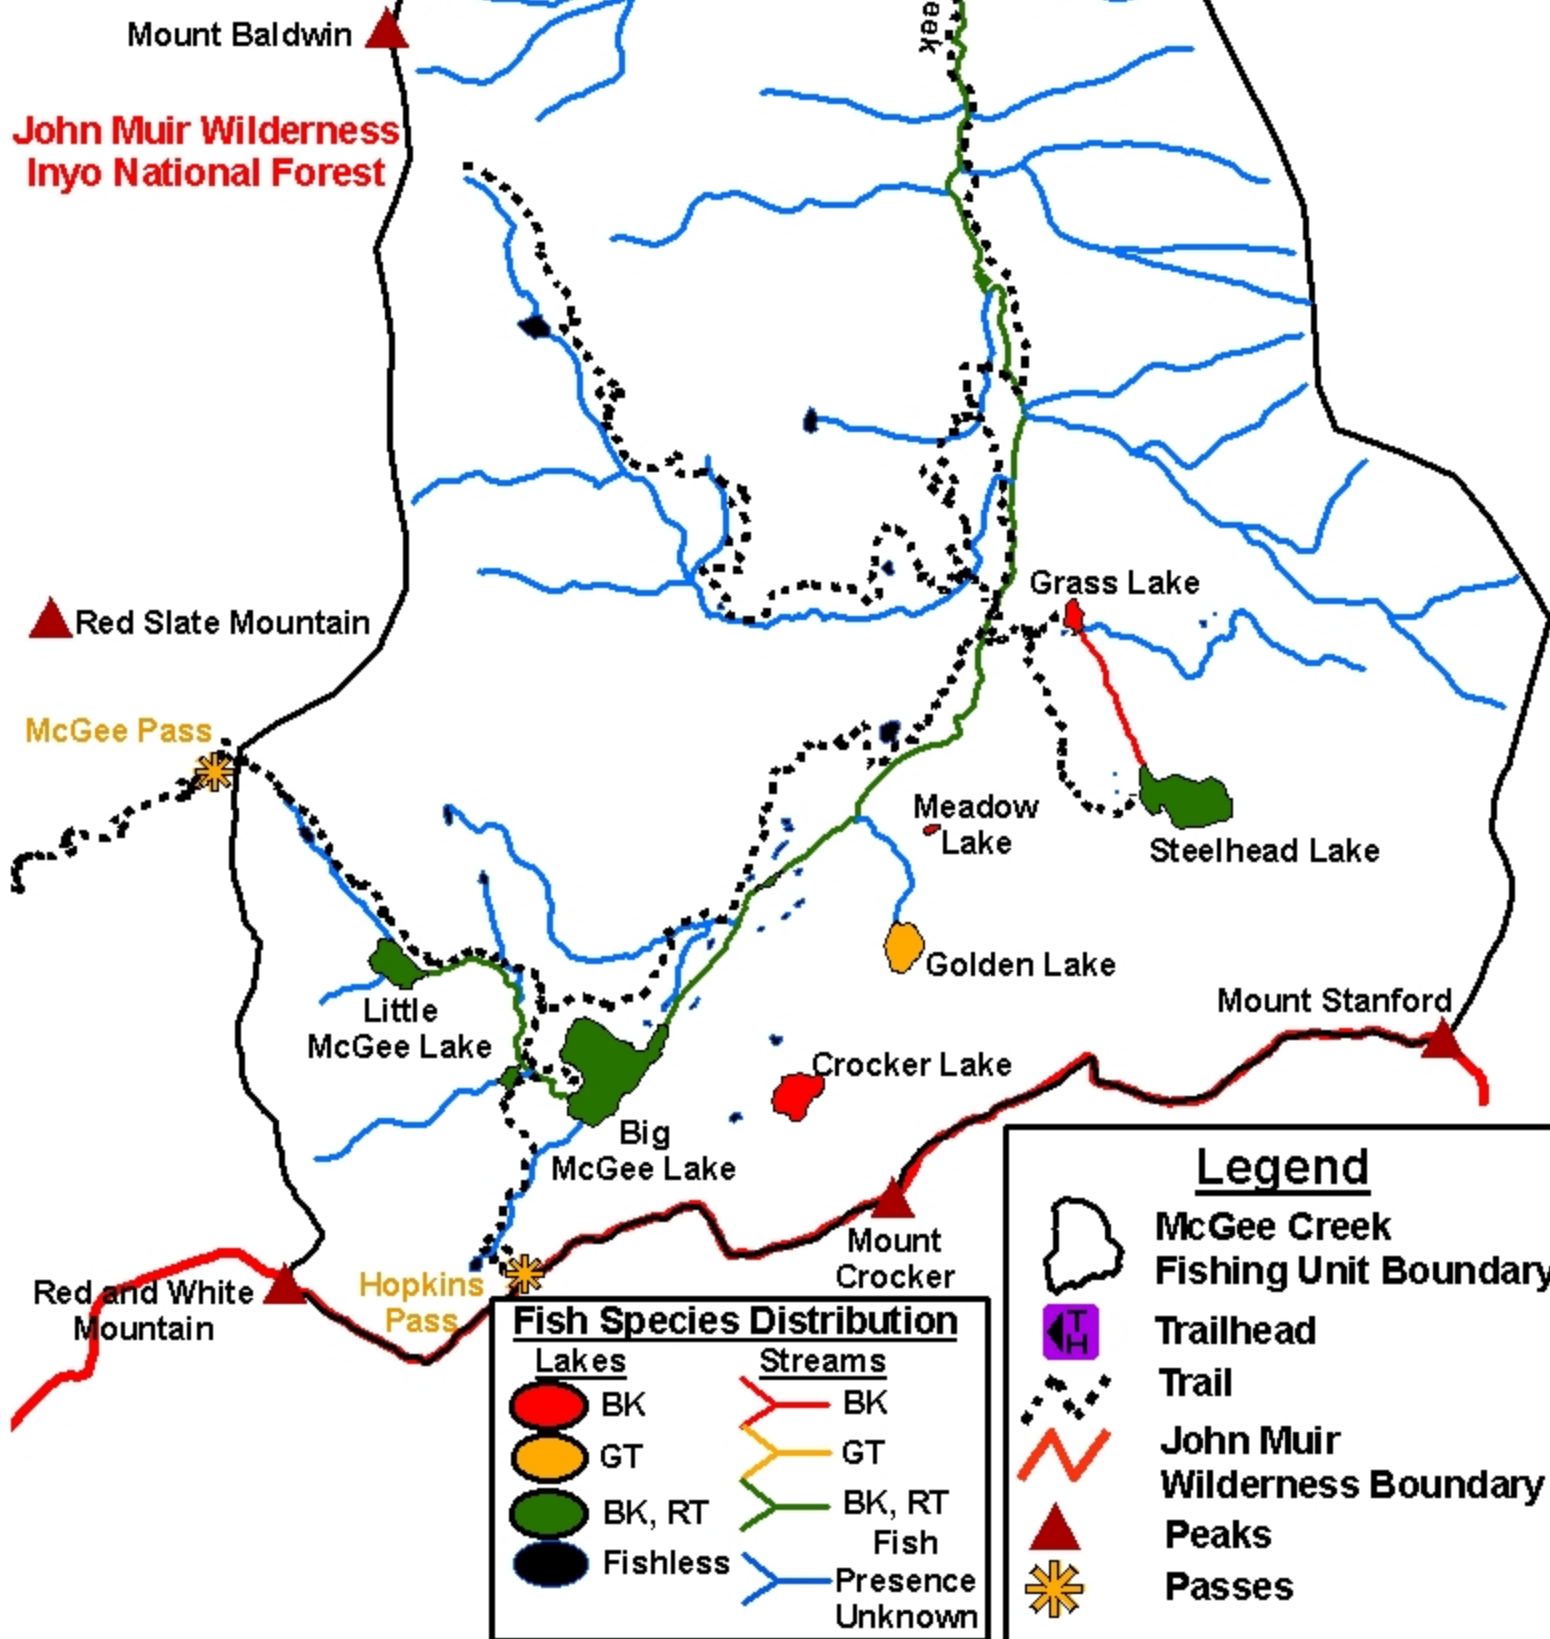 eek
Mount Baldwin
John Muir Wilderness
Inyo National Forest
Grass Lake
Red Slate Mountain
McGee Pass
Meadow
Lake
Steelhead Lake
Golden Lake
Little
McGee Lake
Mount Stanford
Crocker Lake
Big
McGee Lake
Mount
Crocker
Hopkins
Pass
Red and White
Mountain
Fish Species Distribution
Lakes
BK
GT
BK, RT
Fishless
Streams
BK
GT
BK, RT
Fish
Presence
Unknown
Legend
McGee Creek
Fishing Unit Boundary
TH
Trailhead
Trail
John Muir
Wilderness Boundary
Peaks
Passes